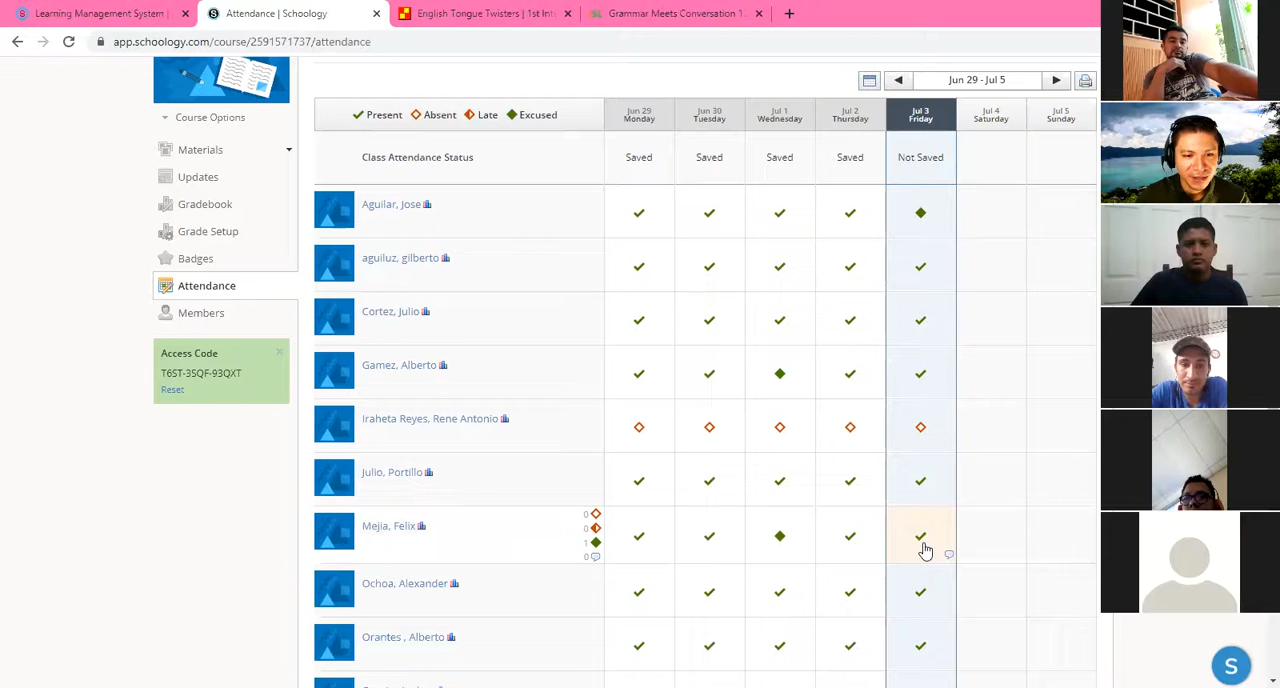 Learning Management System |
Attendance | Schoology
English Tongue Twisters | 1st Int
Grammar Meets Conversation 1
app.schoology.com/course/2591571737/attendance
Course Options
Materials
Updates
Gradebook
Grade Setup
Badges
Attendance
Members
Access Code
T6ST-35QF-93QXT
Reset
Jun 29 - Jul 5
Present Absent Late Excused
Jun 29 Monday
Jun 30 Tuesday
Jul 1 Wednesday
Jul 2 Thursday
Jul 3 Friday
Jul 4 Saturday
Jul 5 Sunday
Class Attendance Status Saved Saved Saved Saved Not Saved
Aguilar, Jose
aguiluz, gilberto
Cortez, Julio
Gamez, Alberto
Iraheta Reyes, Rene Antonio
Julio, Portillo
Mejia, Felix
0
0
1
0
Ochoa, Alexander
Orantes , Alberto
S